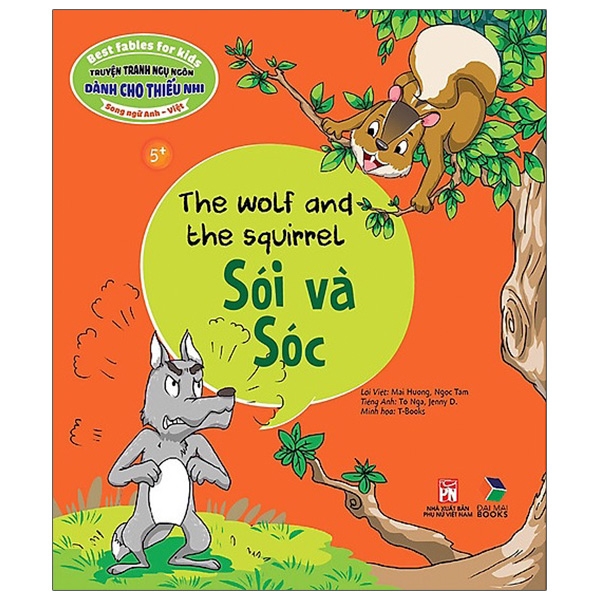 Best fables for kids
TRUYỆN TRANH NGỤ NGÔN
DÀNH CHO THIẾU NHI
Song ngữ Anh - Việt
5+
The wolf and
the squirrel
Sói và
Sóc
Lời Việt: Mai Hương, Ngọc Tâm
Tiếng Anh: Tố Nga, Jenny D.
Minh họa: T-Books
PN
NHÀ XUẤT BẢN
PHỤ NỮ VIỆT NAM
ĐẠI MAI
BOOKS